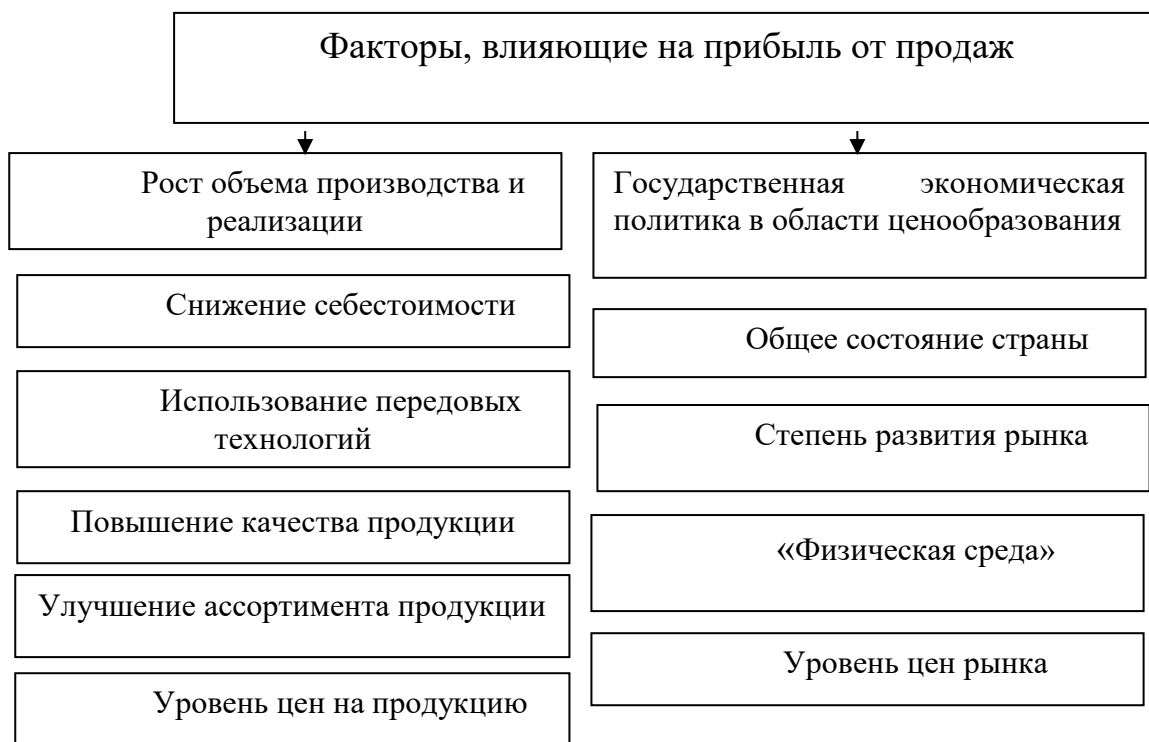 Факторы, влияющие на прибыль от продаж
Рост объема производства и
реализации
Снижение себестоимости
Использование передовых
технологий
Повышение качества продукции
Улучшение ассортимента продукции
Уровень цен на продукцию
Государственная экономическая
политика в области ценообразования
Общее состояние страны
Степень развития рынка
«Физическая среда»
Уровень цен рынка